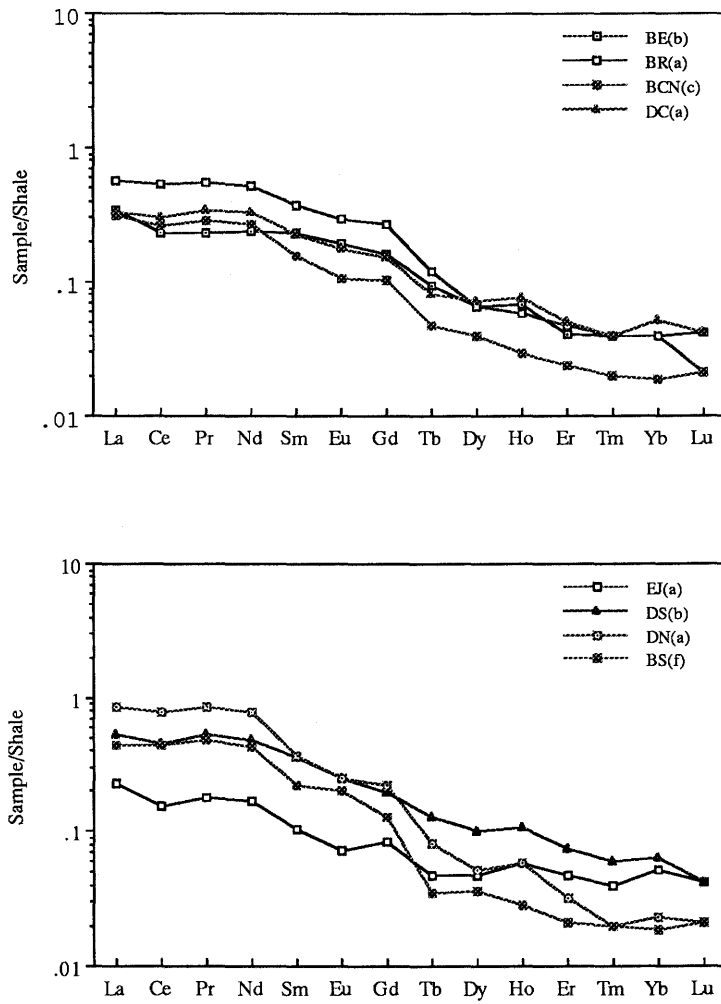 10
1
.1
.01
Sample/Shale
BE(b)
BR(a)
BCN(c)
DC(a)
La Ce Pr Nd Sm Eu Gd Tb Dy Ho Er Tm Yb Lu
10
1
.1
.01
Sample/Shale
EJ(a)
DS(b)
DN(a)
BS(f)
La Ce Pr Nd Sm Eu Gd Tb Dy Ho Er Tm Yb Lu